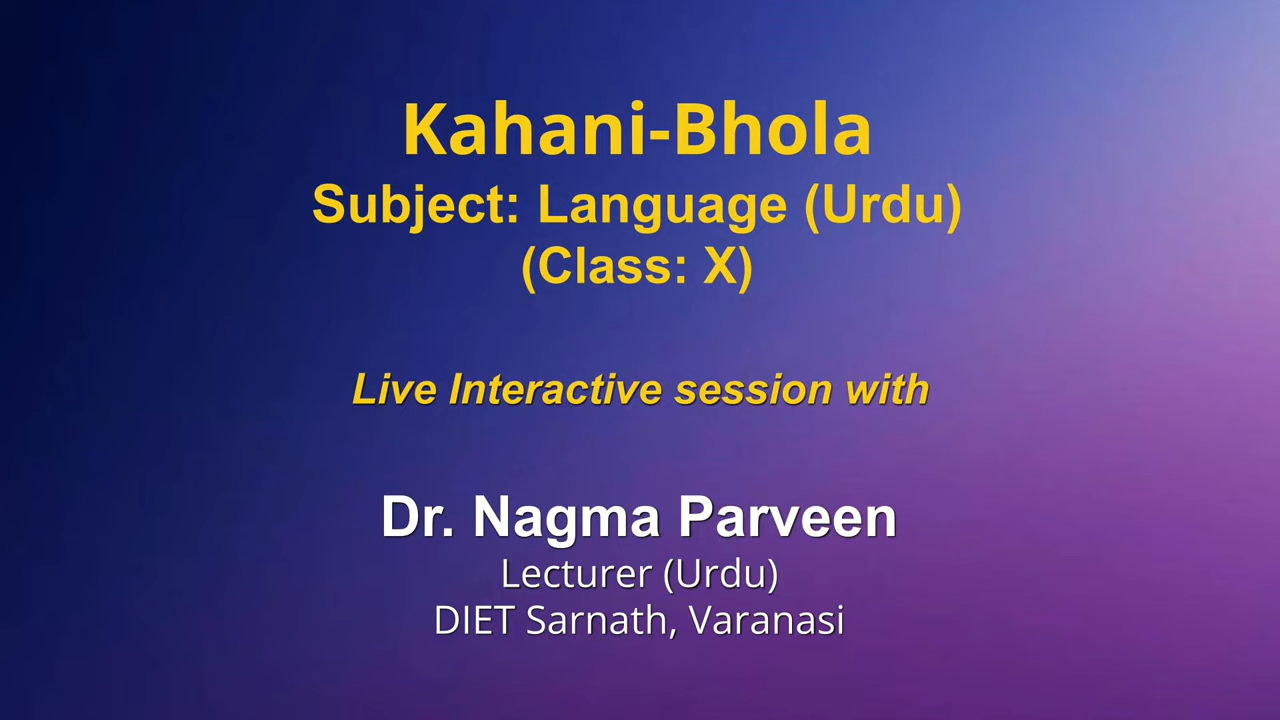 Kahani-Bhola
Subject: Language (Urdu)
(Class: X)
Live Interactive session with
Dr. Nagma Parveen
Lecturer (Urdu)
DIET Sarnath, Varanasi